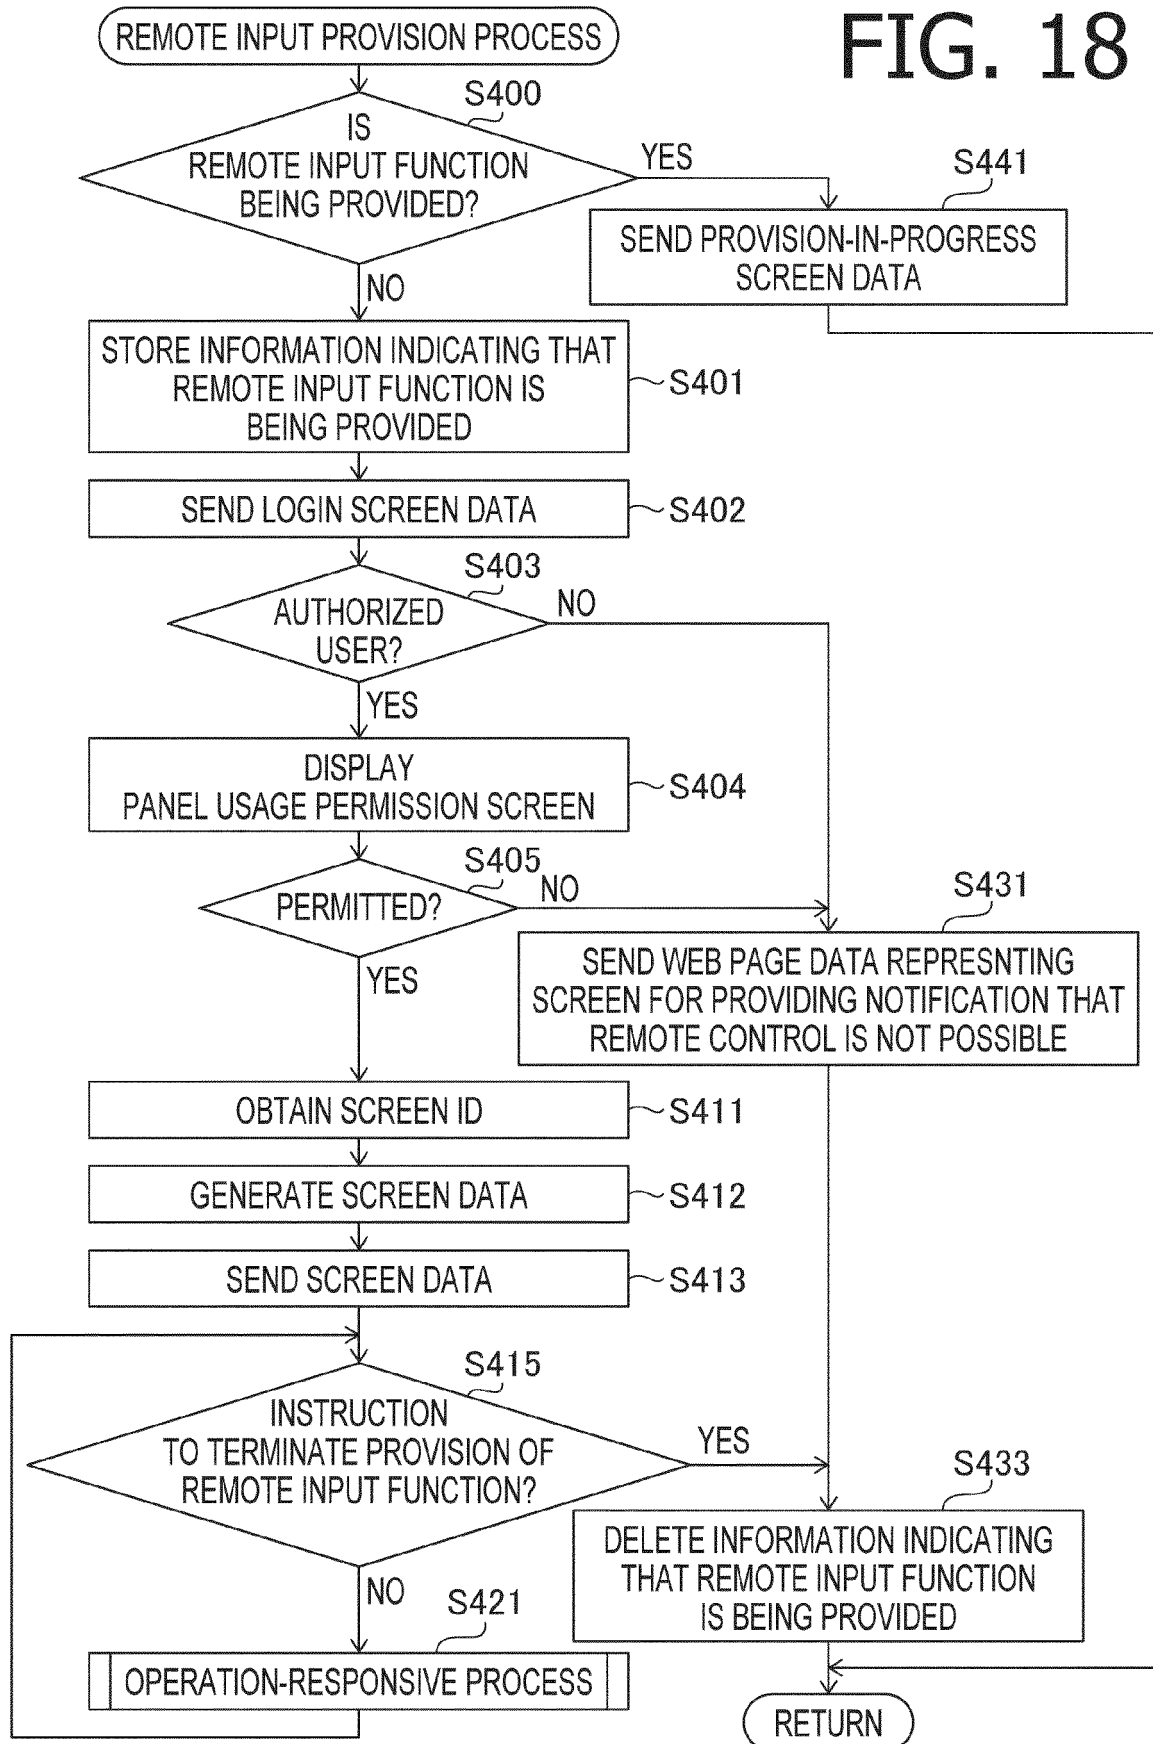 FIG. 18
REMOTE INPUT PROVISION PROCESS
S400
IS
REMOTE INPUT FUNCTION
BEING PROVIDED?
YES
NO
S441
SEND PROVISION-IN-PROGRESS
SCREEN DATA
STORE INFORMATION INDICATING THAT
REMOTE INPUT FUNCTION IS
BEING PROVIDED
S401
SEND LOGIN SCREEN DATA
S402
S403
AUTHORIZED
USER?
NO
YES
DISPLAY
PANEL USAGE PERMISSION SCREEN
S404
S405
PERMITTED?
NO
YES
S431
SEND WEB PAGE DATA REPRESNTING
SCREEN FOR PROVIDING NOTIFICATION THAT
REMOTE CONTROL IS NOT POSSIBLE
OBTAIN SCREEN ID
S411
GENERATE SCREEN DATA
S412
SEND SCREEN DATA
S413
S415
INSTRUCTION
TO TERMINATE PROVISION OF
REMOTE INPUT FUNCTION?
YES
NO
S433
DELETE INFORMATION INDICATING
THAT REMOTE INPUT FUNCTION
IS BEING PROVIDED
S421
OPERATION-RESPONSIVE PROCESS
RETURN